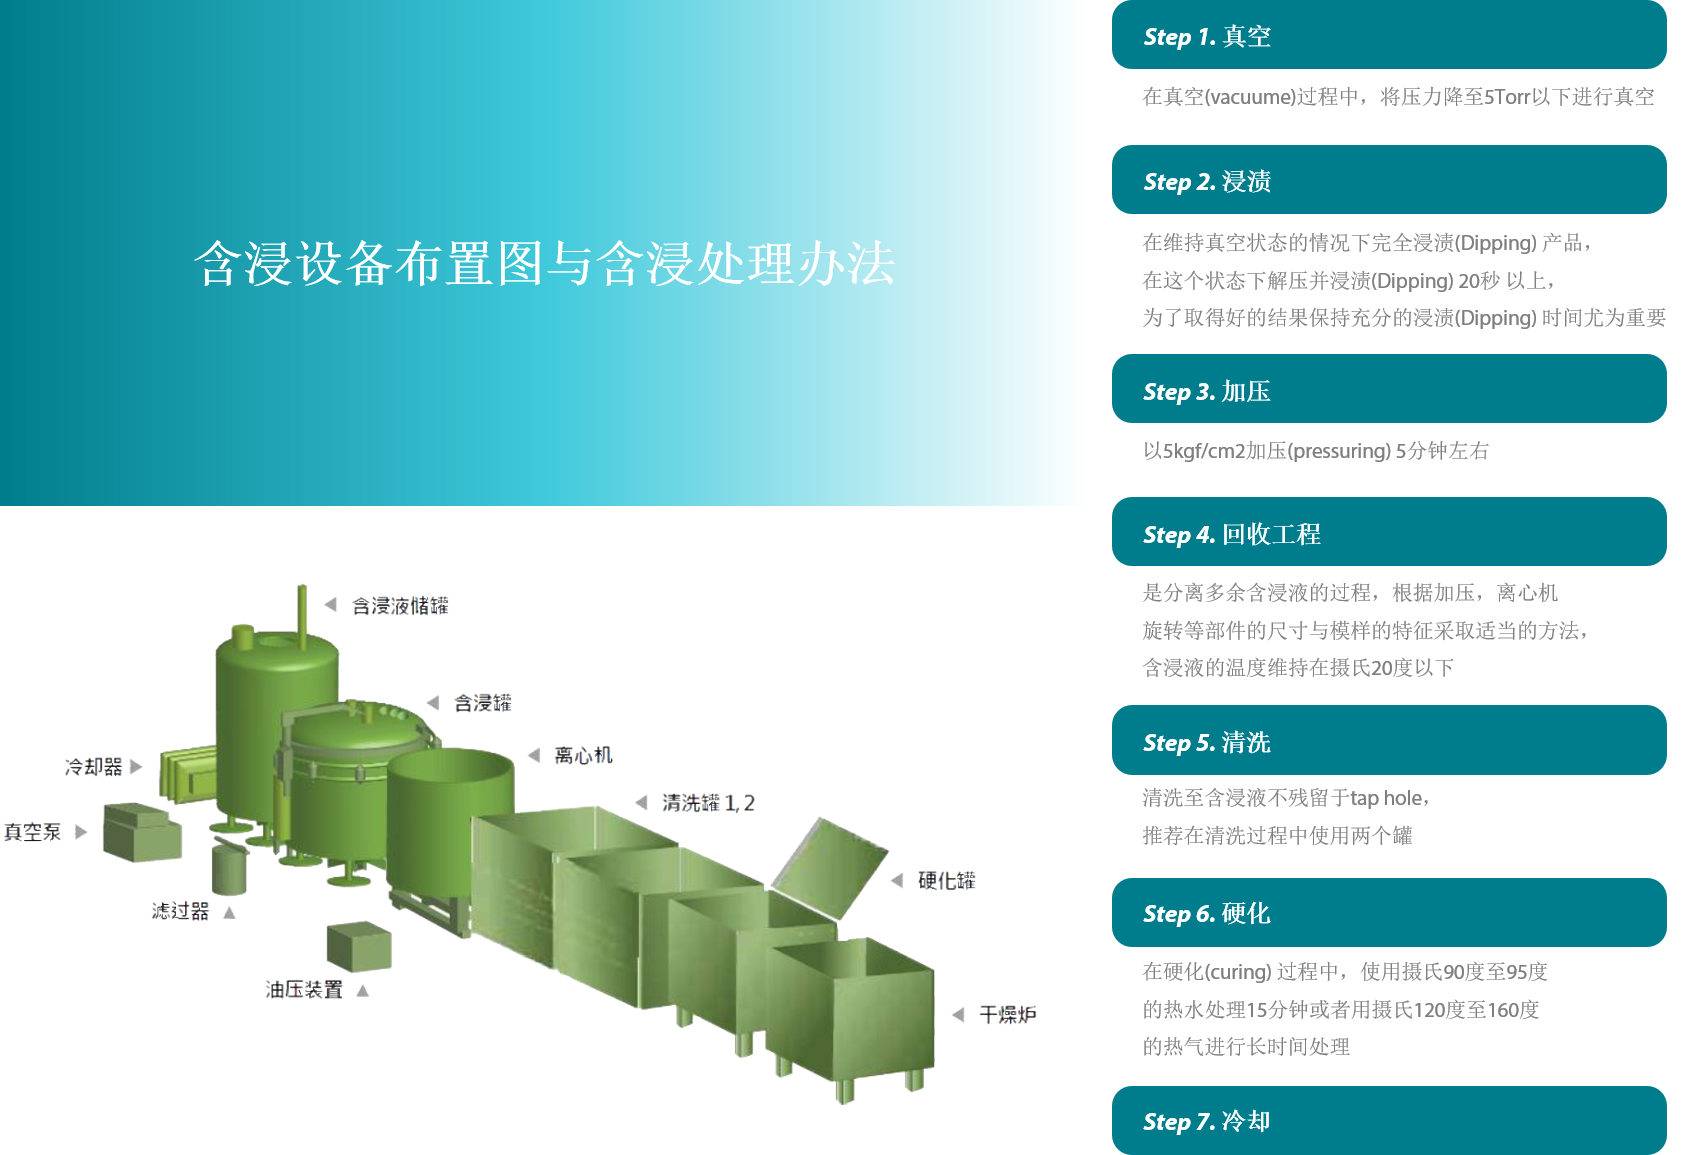 含浸设备布置图与含浸处理办法
含浸液储罐
含浸罐
离心机
冷却器
清洗罐 1, 2
真空泵
硬化罐
滤过器
油压装置
干燥炉
Step 1. 真空
在真空(vacuume)过程中，将压力降至5Torr以下进行真空
Step 2. 浸渍
在维持真空状态的情况下完全浸渍(Dipping) 产品，
在这个状态下解压并浸渍(Dipping) 20秒 以上，
为了取得好的结果保持充分的浸渍(Dipping) 时间尤为重要
Step 3. 加压
以5kgf/cm2加压(pressuring) 5分钟左右
Step 4. 回收工程
是分离多余含浸液的过程，根据加压，离心机
旋转等部件的尺寸与模样的特征采取适当的方法，
含浸液的温度维持在摄氏20度以下
Step 5. 清洗
清洗至含浸液不残留于tap hole，
推荐在清洗过程中使用两个罐
Step 6. 硬化
在硬化(curing) 过程中，使用摄氏90度至95度
的热水处理15分钟或者用摄氏120度至160度
的热气进行长时间处理
Step 7. 冷却